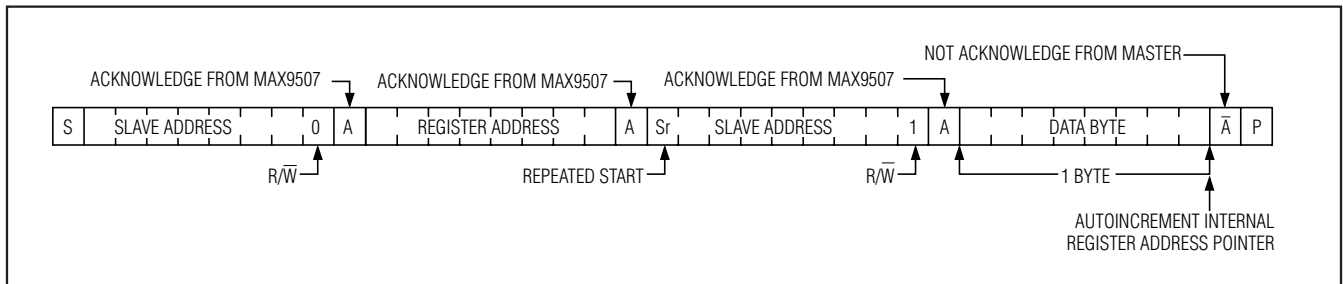 NOT ACKNOWLEDGE FROM MASTER
ACKNOWLEDGE FROM MAX9507 ACKNOWLEDGE FROM MAX9507 ACKNOWLEDGE FROM MAX9507
S SLAVE ADDRESS 0 A REGISTER ADDRESS A Sr SLAVE ADDRESS 1 A DATA BYTE A̅ P
R/W̅ REPEATED START R/W̅ 1 BYTE
AUTOINCREMENT INTERNAL
REGISTER ADDRESS POINTER